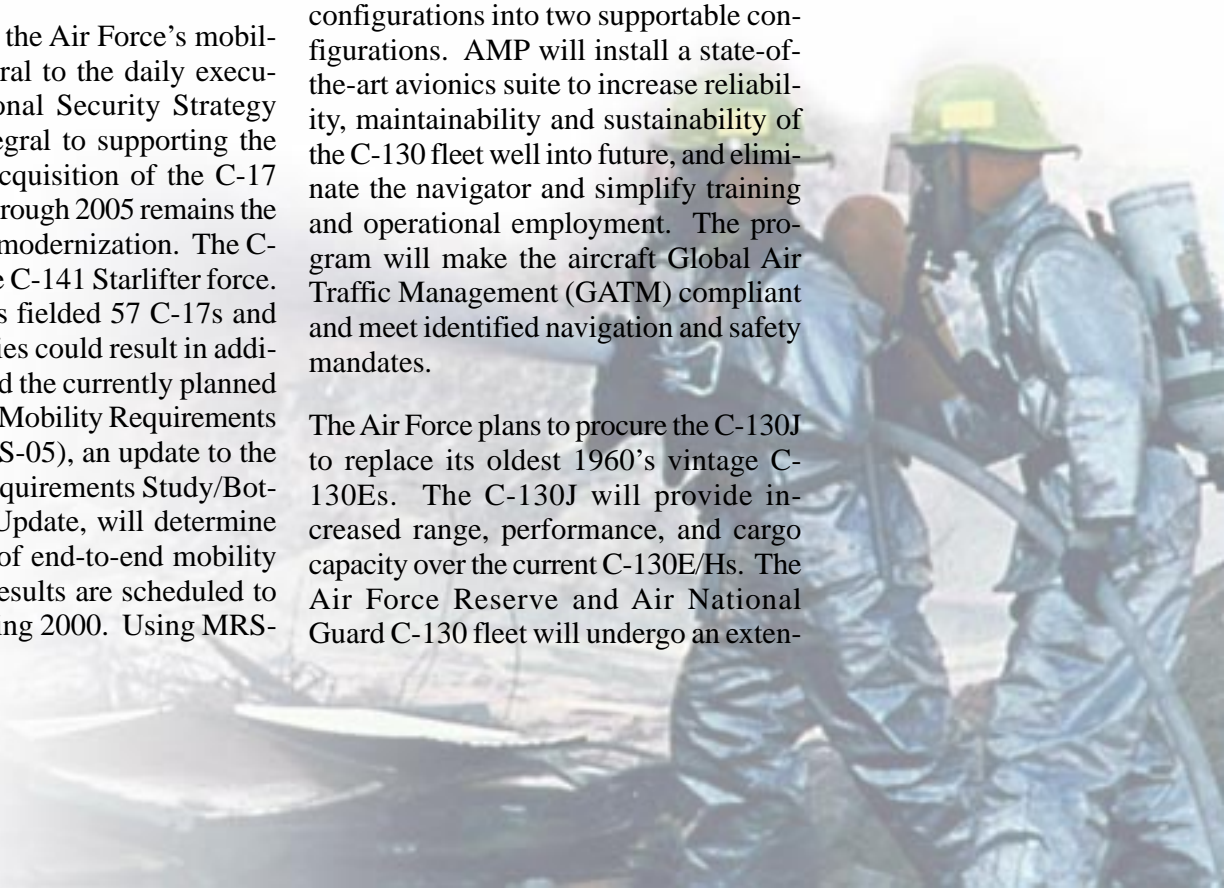 the Air Force's mobil-
ral to the daily execu-
onal Security Strategy
egral to supporting the
cquisition of the C-17
hrough 2005 remains the
modernization. The C-
e C-141 Starlifter force.
s fielded 57 C-17s and
ies could result in addi-
d the currently planned
Mobility Requirements
S-05), an update to the
quirements Study/Bot-
Update, will determine
of end-to-end mobility
esults are scheduled to
ing 2000. Using MRS-
configurations into two supportable con-
figurations. AMP will install a state-of-
the-art avionics suite to increase reliabil-
ity, maintainability and sustainability of
the C-130 fleet well into future, and elimi-
nate the navigator and simplify training
and operational employment. The pro-
gram will make the aircraft Global Air
Traffic Management (GATM) compliant
and meet identified navigation and safety
mandates.
The Air Force plans to procure the C-130J
to replace its oldest 1960's vintage C-
130Es. The C-130J will provide in-
creased range, performance, and cargo
capacity over the current C-130E/Hs. The
Air Force Reserve and Air National
Guard C-130 fleet will undergo an exten-